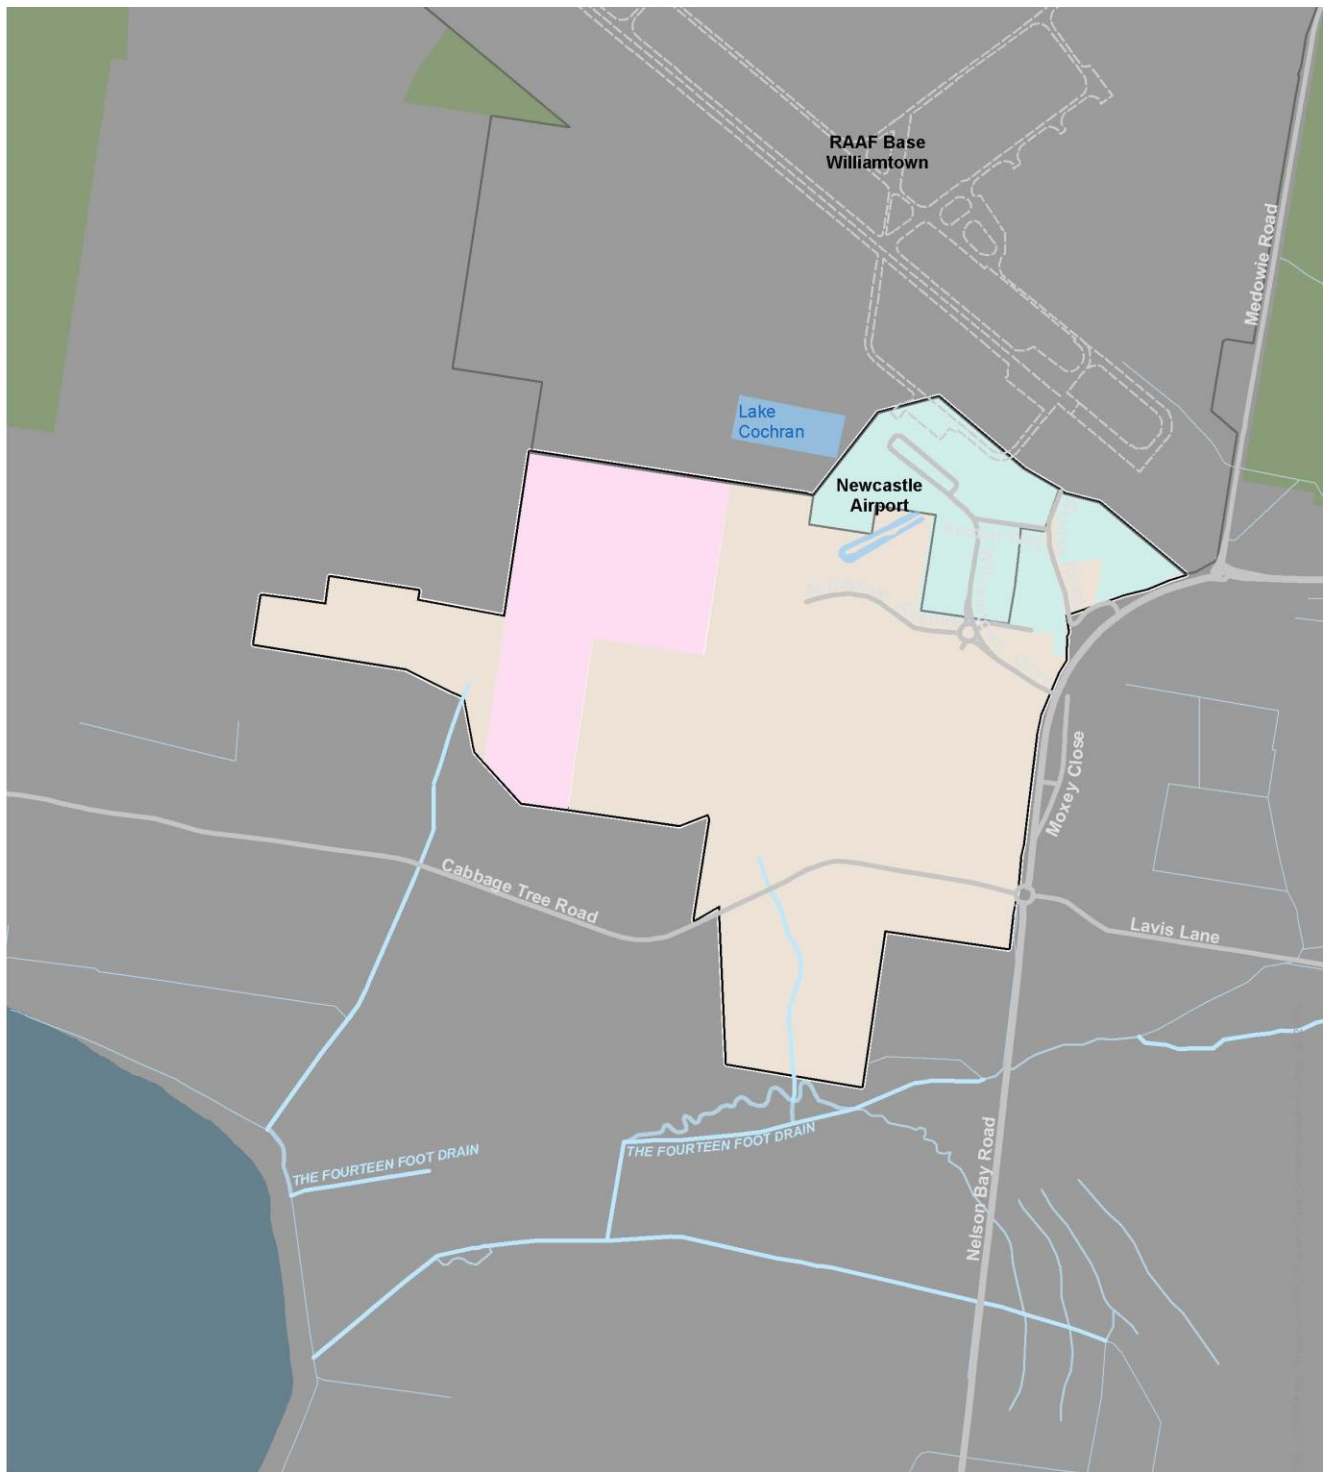 RAAF Base
Williamtown
Medowie Road
Lake
Cochran
Newcastle
Airport
Moxey Close
Cabbage Tree Road
Lavis Lane
THE FOURTEEN FOOT DRAIN
THE FOURTEEN FOOT DRAIN
Nelson Bay Road